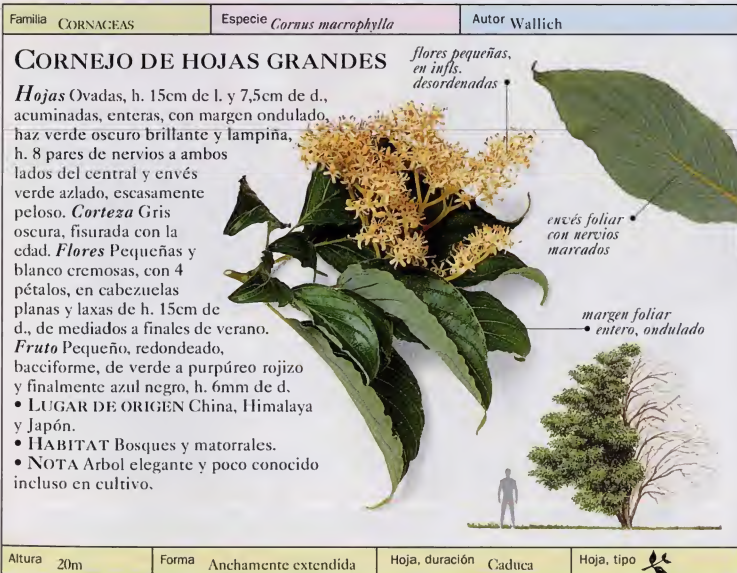 Familia CORNACEAS
Especie Cornus macrophylla
Autor Wallich
CORNEJO DE HOJAS GRANDES
Hojas Ovadas, h. 15cm de l. y 7,5cm de d.,
acuminadas, enteras, con margen ondulado,
haz verde oscuro brillante y lampiña,
h. 8 pares de nervios a ambos
lados del central y envés
verde azlado, escasamente
peloso. Corteza Gris
oscura, fisurada con la
edad. Flores Pequeñas y
blanco cremosas, con 4
pétalos, en cabezuelas
planas y laxas de h. 15cm de
d., de mediados a finales de verano.
Fruto Pequeño, redondeado,
bacciforme, de verde a purpúreo rojizo
y finalmente azul negro, h. 6mm de d.
• LUGAR DE ORIGEN China, Himalaya
y Japón.
• HABITAT Bosques y matorrales.
• NOTA Arbol elegante y poco conocido
incluso en cultivo.
flores pequeñas,
en infls.
desordenadas
envés foliar
con nervios
marcados
margen foliar
entero, ondulado
Altura 20m
Forma Anchamente extendida
Hoja, duración Caduca
Hoja, tipo